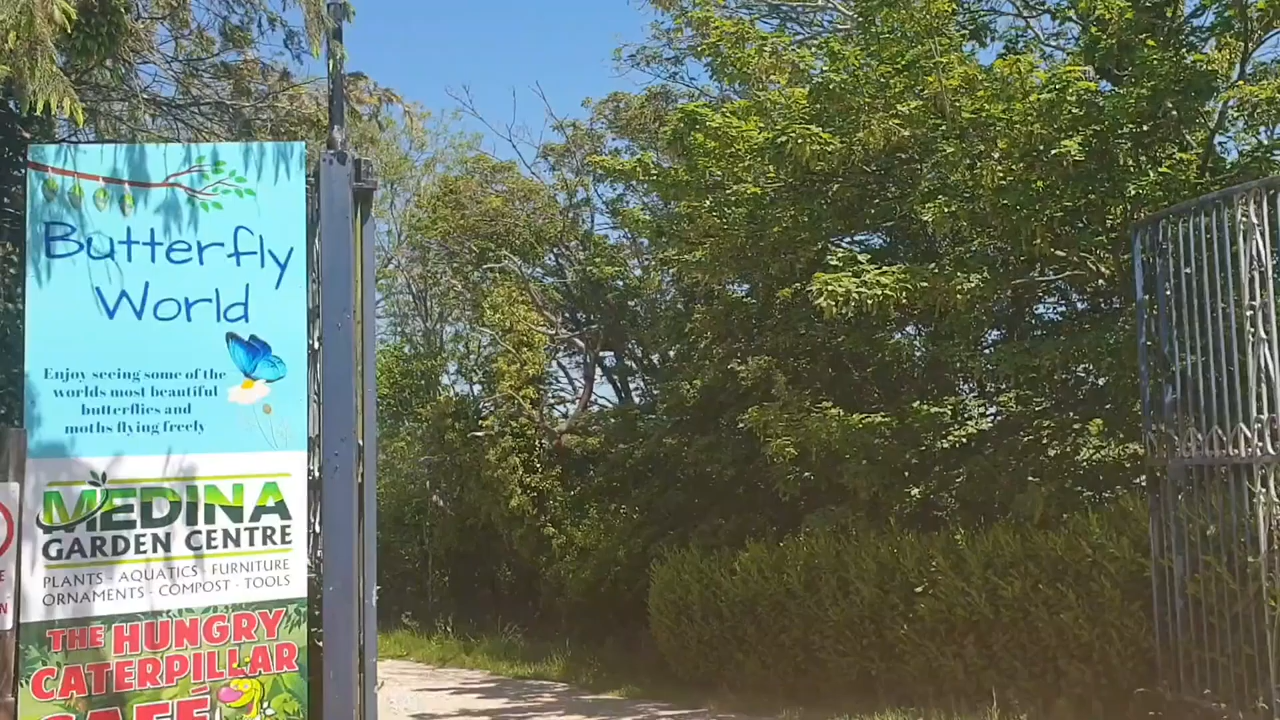 Butterfly
World
Enjoy seeing some of the
worlds most beautiful
butterflies and
moths flying freely
MEDINA
GARDEN CENTRE
PLANTS - AQUATICS - FURNITURE
ORNAMENTS - COMPOST - TOOLS
THE HUNGRY
CATERPILLAR
CAFÉ